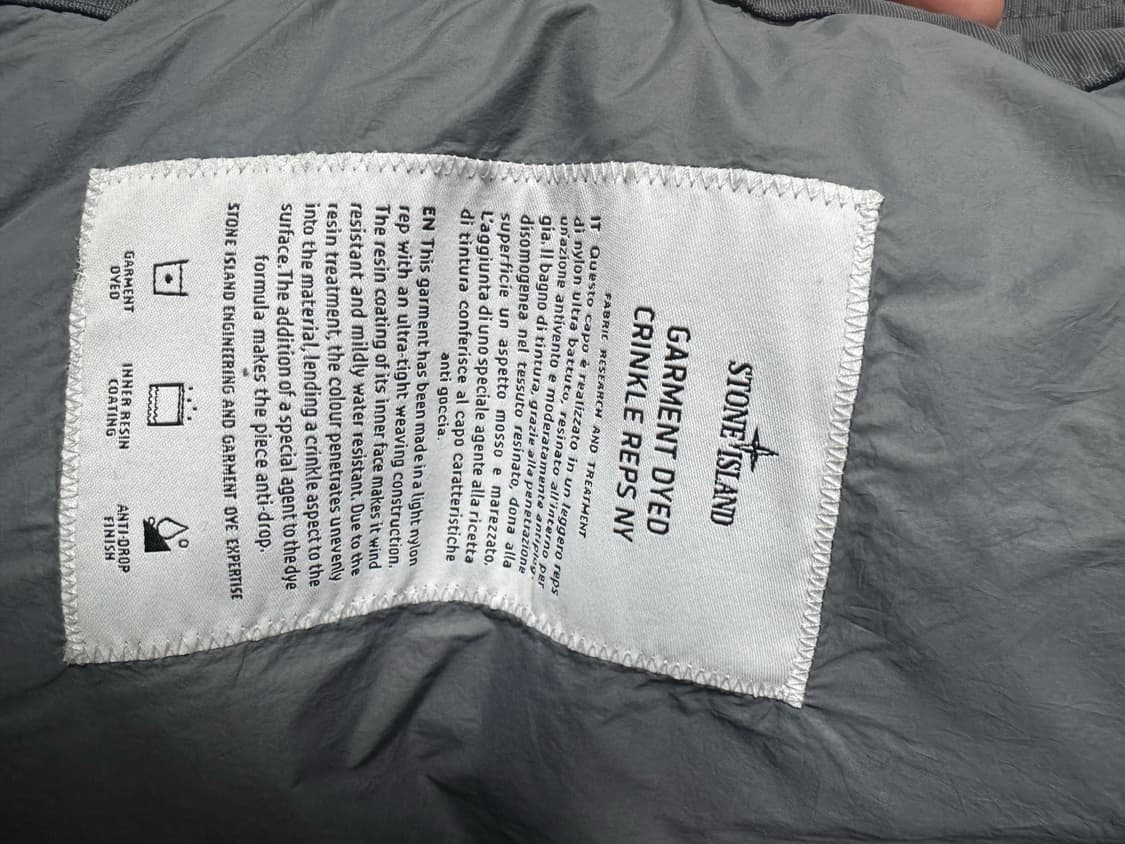 STONE ISLAND
GARMENT DYED
CRINKLE REPS NY
FABRIC RESEARCH AND TREATMENT
IT Questo capo è realizzato in un leggero reps
di nylon ultra battuto, resinato all'interno per
un'azione antivento e moderatamente antipiog-
gia. Il bagno di tintura, grazie alla penetrazione
disomogenea nel tessuto resinato, dona alla
superficie un aspetto mosso e marezzato.
L'aggiunta di uno speciale agente alla ricetta
di tintura conferisce al capo caratteristiche
anti goccia.
EN This garment has been made in a light nylon
rep with an ultra-tight weaving construction.
The resin coating of its inner face makes it wind
resistant and mildly water resistant. Due to the
resin treatment, the colour penetrates unevenly
into the material, lending a crinkle aspect to the
surface. The addition of a special agent to the dye
formula makes the piece anti-drop.
STONE ISLAND ENGINEERING AND GARMENT DYE EXPERTISE
GARMENT
DYED
INNER RESIN
COATING
ANTI-DROP
FINISH